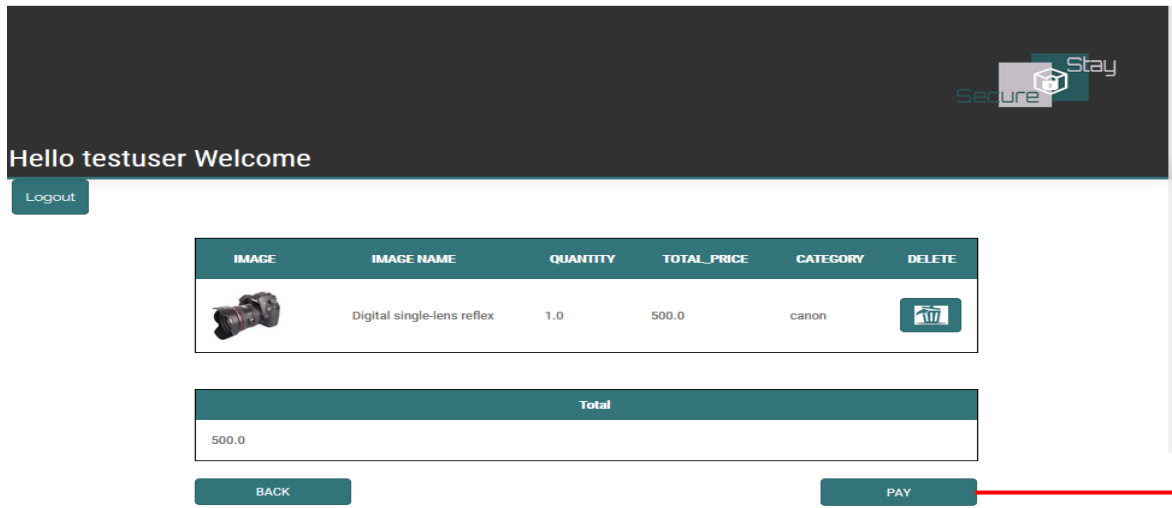 Stay
Secure
Hello testuser Welcome
Logout
IMAGE IMAGE NAME QUANTITY TOTAL_PRICE CATEGORY DELETE
Digital single-lens reflex 1.0 500.0 canon
Total
500.0
BACK PAY